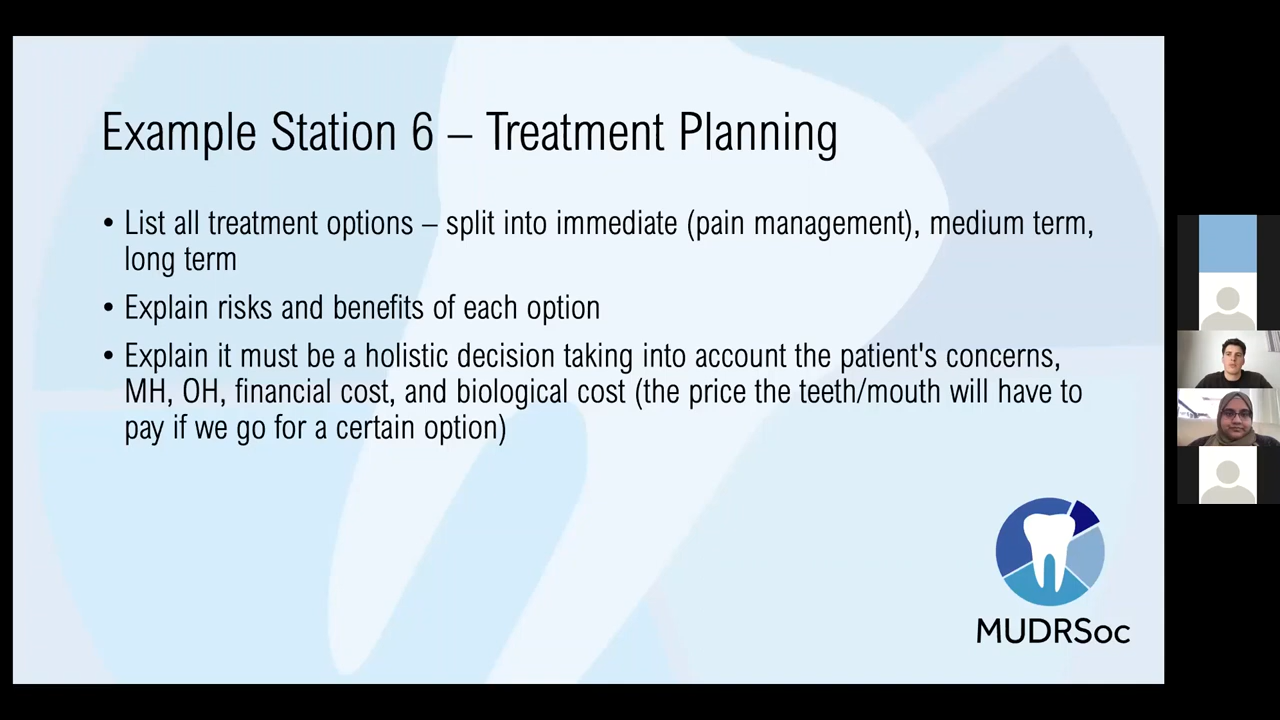 Example Station 6 – Treatment Planning
• List all treatment options – split into immediate (pain management), medium term,
long term
• Explain risks and benefits of each option
• Explain it must be a holistic decision taking into account the patient's concerns,
MH, OH, financial cost, and biological cost (the price the teeth/mouth will have to
pay if we go for a certain option)
MUDRSoc